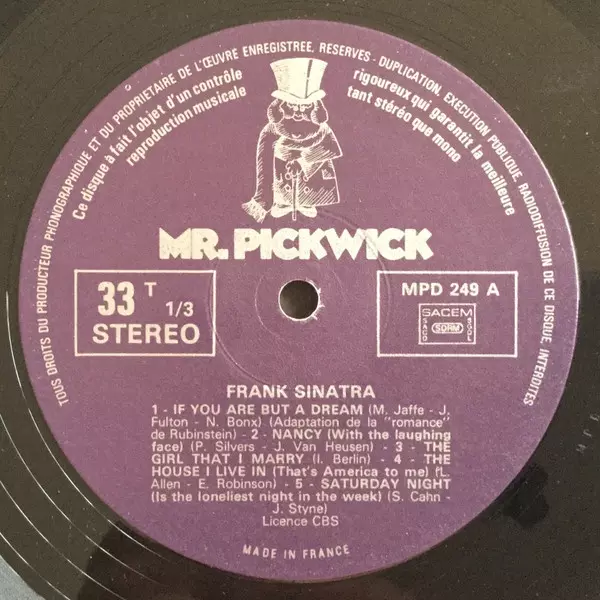 TOUS DROITS DU PRODUCTEUR PHONOGRAPHIQUE ET DU PROPRIETAIRE DE L'ŒUVRE ENREGISTREE, RESERVES - DUPLICATION, EXECUTION PUBLIQUE, RADIODIFFUSION DE CE DISQUE, INTERDITES
Ce disque à fait l'objet d'un contrôle
rigoureux qui garantit la meilleure
reproduction musicale
tant stéréo que mono
MR. PICKWICK
33 T 1/3
STEREO
MPD 249 A
SACEM
SACD
SDRM
SGDL
FRANK SINATRA
1 - IF YOU ARE BUT A DREAM (M. Jaffe - J.
Fulton - N. Bonx) (Adaptation de la "romance"
de Rubinstein) - 2 - NANCY (With the laughing
face) (P. Silvers - J. Van Heusen) - 3 - THE
GIRL THAT I MARRY (I. Berlin) - 4 - THE
HOUSE I LIVE IN (That's America to me) (L.
Allen - E. Robinson) - 5 - SATURDAY NIGHT
(Is the loneliest night in the week) (S. Cahn -
J. Styne)
Licence CBS
MADE IN FRANCE